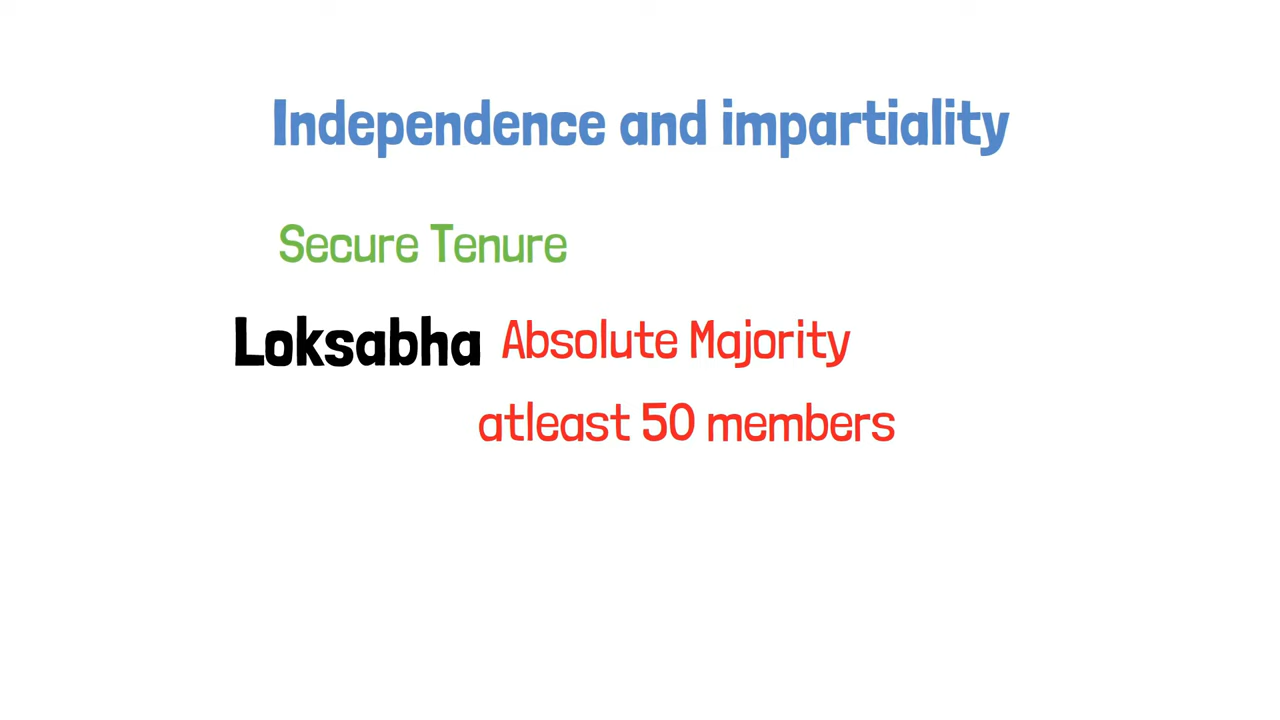 Independence and impartiality
Secure Tenure
Loksabha Absolute Majority
atleast 50 members